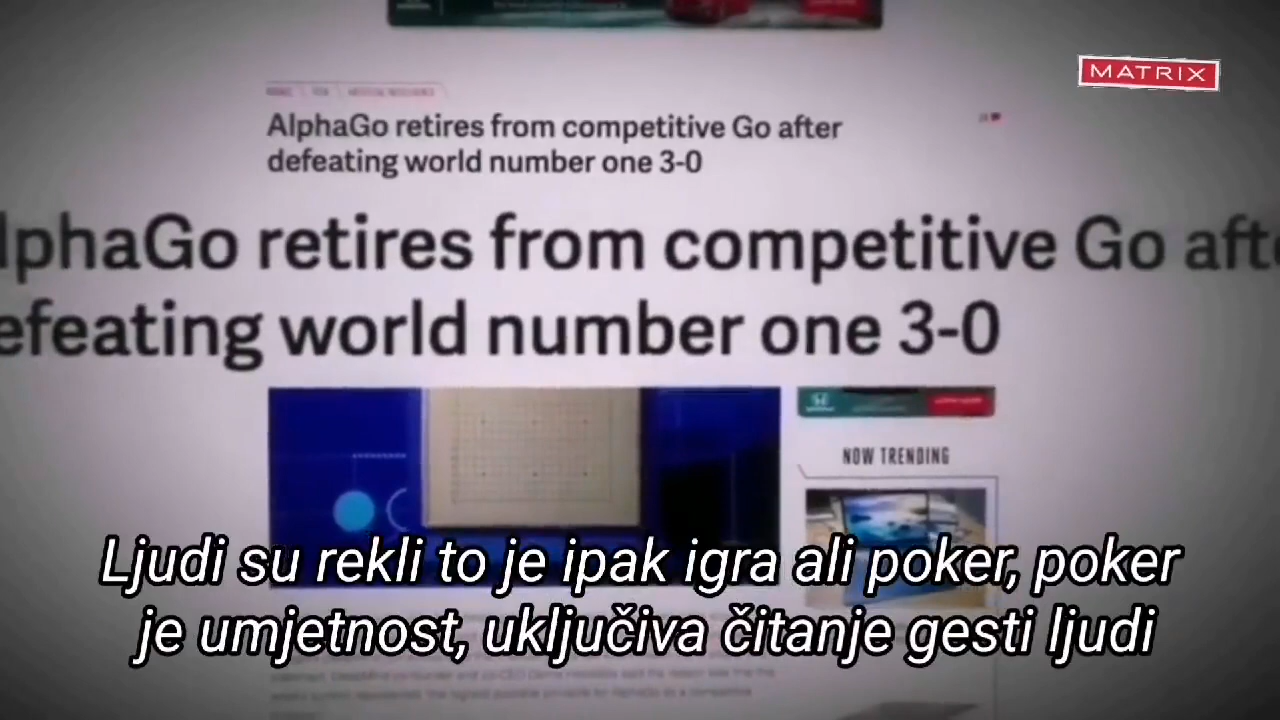 MATRIX
AlphaGo retires from competitive Go after
defeating world number one 3-0
lphaGo retires from competitive Go aft
efeating world number one 3-0
NOW TRENDING
Ljudi su rekli to je ipak igra ali poker, poker
je umjetnost, uključiva čitanje gesti ljudi